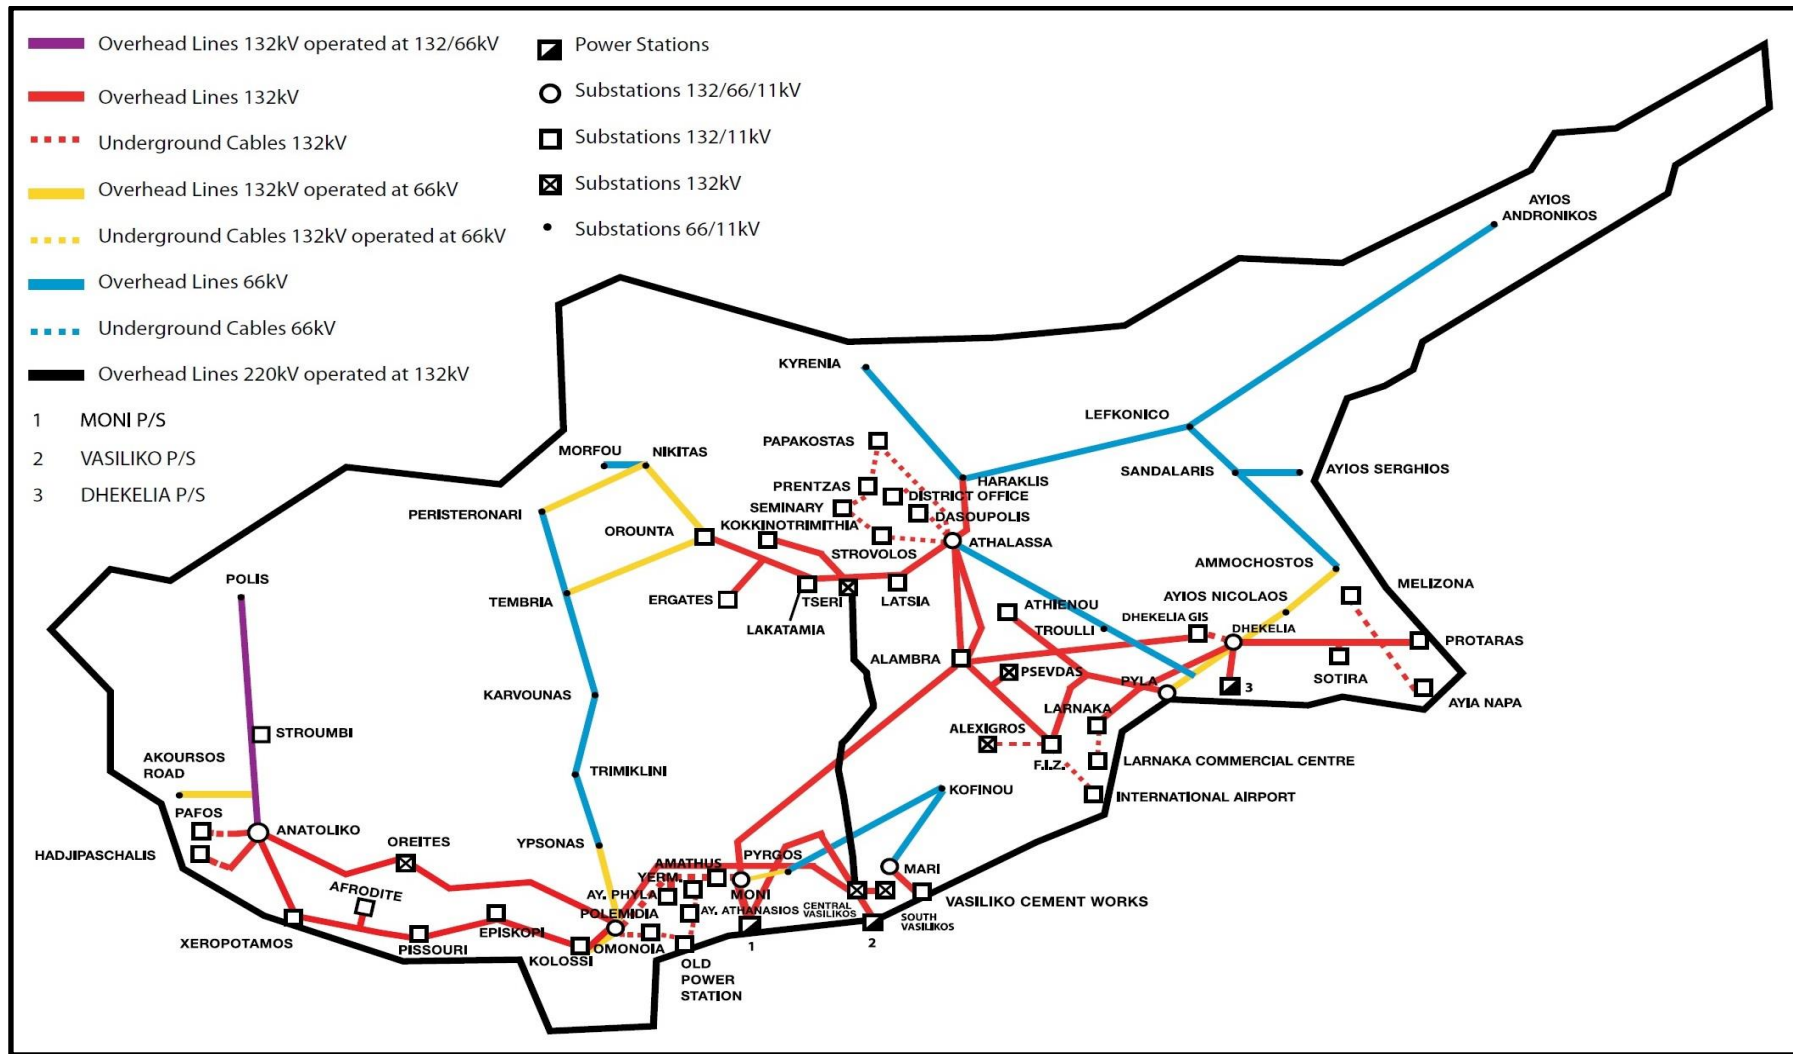 Overhead Lines 132kV operated at 132/66kV
Overhead Lines 132kV
Underground Cables 132kV
Overhead Lines 132kV operated at 66kV
Underground Cables 132kV operated at 66kV
Overhead Lines 66kV
Underground Cables 66kV
Overhead Lines 220kV operated at 132kV
1 MONI P/S
2 VASILIKO P/S
3 DHEKELIA P/S
Power Stations
Substations 132/66/11kV
Substations 132/11kV
Substations 132kV
Substations 66/11kV
AYIOS
ANDRONIKOS
KYRENIA
LEFKONICO
PAPAKOSTAS
MORFOU
NIKITAS
SANDALARIS
AYIOS SERGHIOS
HARAKLIS
PRENTZAS
DISTRICT OFFICE
SEMINARY
DASOUPOLIS
PERISTERONARI
OROUNTA
KOKKINOTRIMITHIA
STROVOLOS
ATHALASSA
AMMOCHOSTOS
POLIS
MELIZONA
TEMBRIA
ERGATES
TSERI
LATSIA
AYIOS NICOLAOS
ATHIENOU
LAKATAMIA
TROULLI
DHEKELIA GIS
DHEKELIA
PROTARAS
ALAMBRA
PSEVDAS
PYLA
3
SOTIRA
AYIA NAPA
KARVOUNAS
LARNAKA
STROUMBI
ALEXIGROS
F.I.Z.
LARNAKA COMMERCIAL CENTRE
AKOURSOS
ROAD
TRIMIKLINI
KOFINOU
INTERNATIONAL AIRPORT
PAFOS
ANATOLIKO
OREITES
YPSONAS
HADJIPASCHALIS
AMATHUS
PYRGOS
YERM.
MARI
AFRODITE
AY. PHYLA
MONI
VASILIKO CEMENT WORKS
POLEMIDIA
AY. ATHANASIOS
CENTRAL
VASILIKOS
SOUTH
VASILIKOS
XEROPOTAMOS
PISSOURI
EPISKOPI
KOLOSSI
OMONOIA
1
2
OLD
POWER
STATION